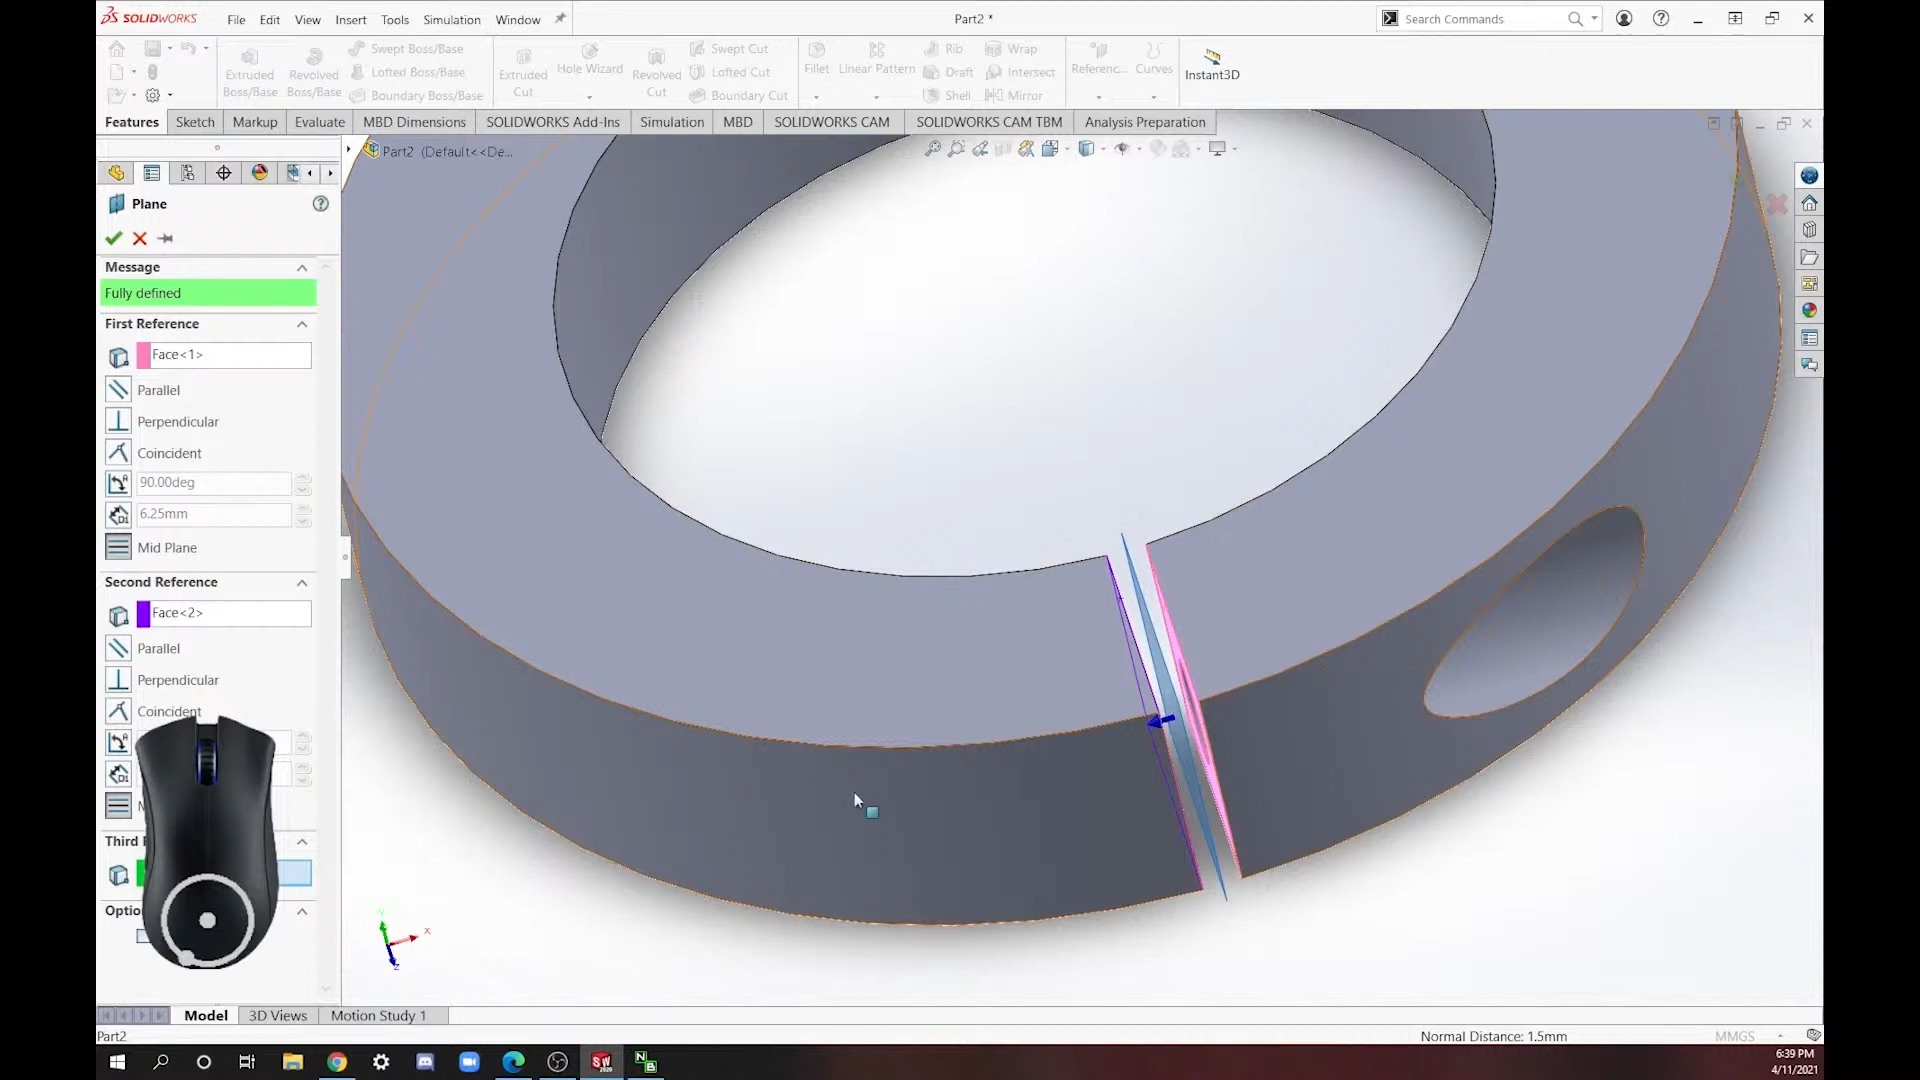 SOLIDWORKS
File Edit View Insert Tools Simulation Window
Part2 *
Search Commands
Extruded Boss/Base
Revolved Boss/Base
Swept Boss/Base
Lofted Boss/Base
Boundary Boss/Base
Extruded Cut
Hole Wizard
Revolved Cut
Swept Cut
Lofted Cut
Boundary Cut
Fillet
Linear Pattern
Rib
Draft
Shell
Wrap
Intersect
Mirror
Referenc...
Curves
Instant3D
Features Sketch Markup Evaluate MBD Dimensions SOLIDWORKS Add-Ins Simulation MBD SOLIDWORKS CAM SOLIDWORKS CAM TBM Analysis Preparation
Part2 (Default<<De...
Plane
Message
Fully defined
First Reference
Face<1>
Parallel
Perpendicular
Coincident
90.00deg
6.25mm
Mid Plane
Second Reference
Face<2>
Parallel
Perpendicular
Coincident
Third
Optio
Y
X
Z
Model 3D Views Motion Study 1
Part2
Normal Distance: 1.5mm
MMGS
SW
2020
N
B
6:39 PM
4/11/2021